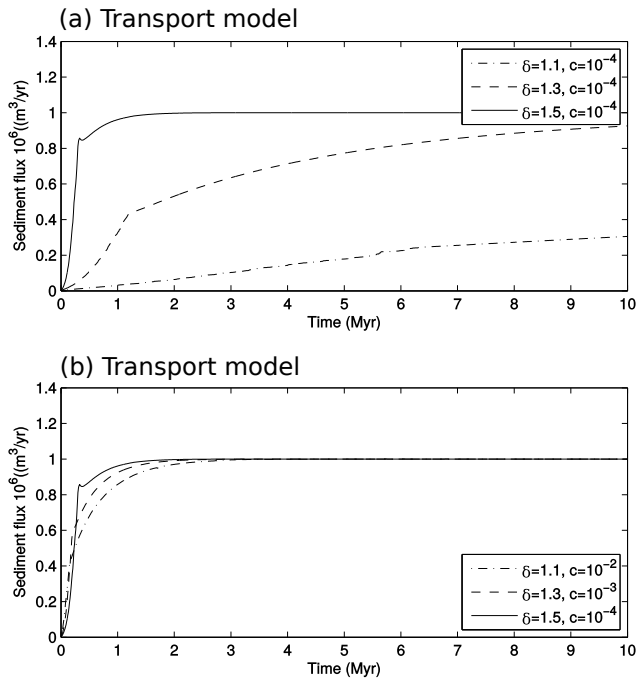 (a) Transport model
Sediment flux 10⁶((m³/yr)
1.4
1.2
1
0.8
0.6
0.4
0.2
0
δ=1.1, c=10⁻⁴
δ=1.3, c=10⁻⁴
δ=1.5, c=10⁻⁴
0 1 2 3 4 5 6 7 8 9 10
Time (Myr)
(b) Transport model
Sediment flux 10⁶((m³/yr)
1.4
1.2
1
0.8
0.6
0.4
0.2
0
δ=1.1, c=10⁻²
δ=1.3, c=10⁻³
δ=1.5, c=10⁻⁴
0 1 2 3 4 5 6 7 8 9 10
Time (Myr)